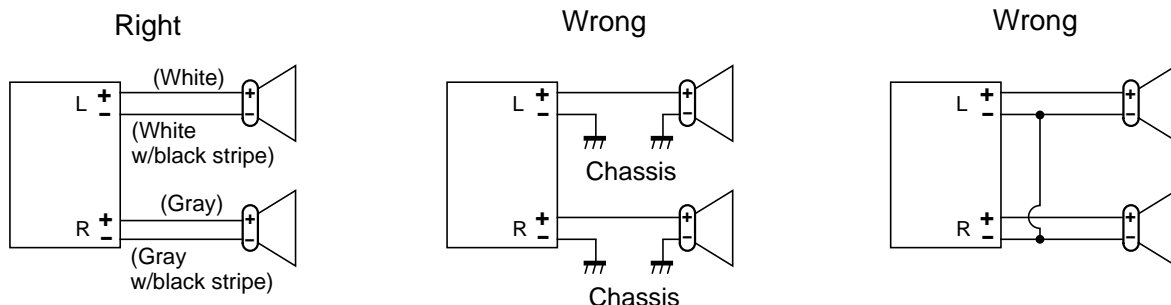 Right
(White)
L + −
+ −
(White
w/black stripe)
(Gray)
R + −
+ −
(Gray
w/black stripe)
Wrong
L + −
+ −
Chassis
R + −
+ −
Chassis
Wrong
L + −
+ −
R + −
+ −